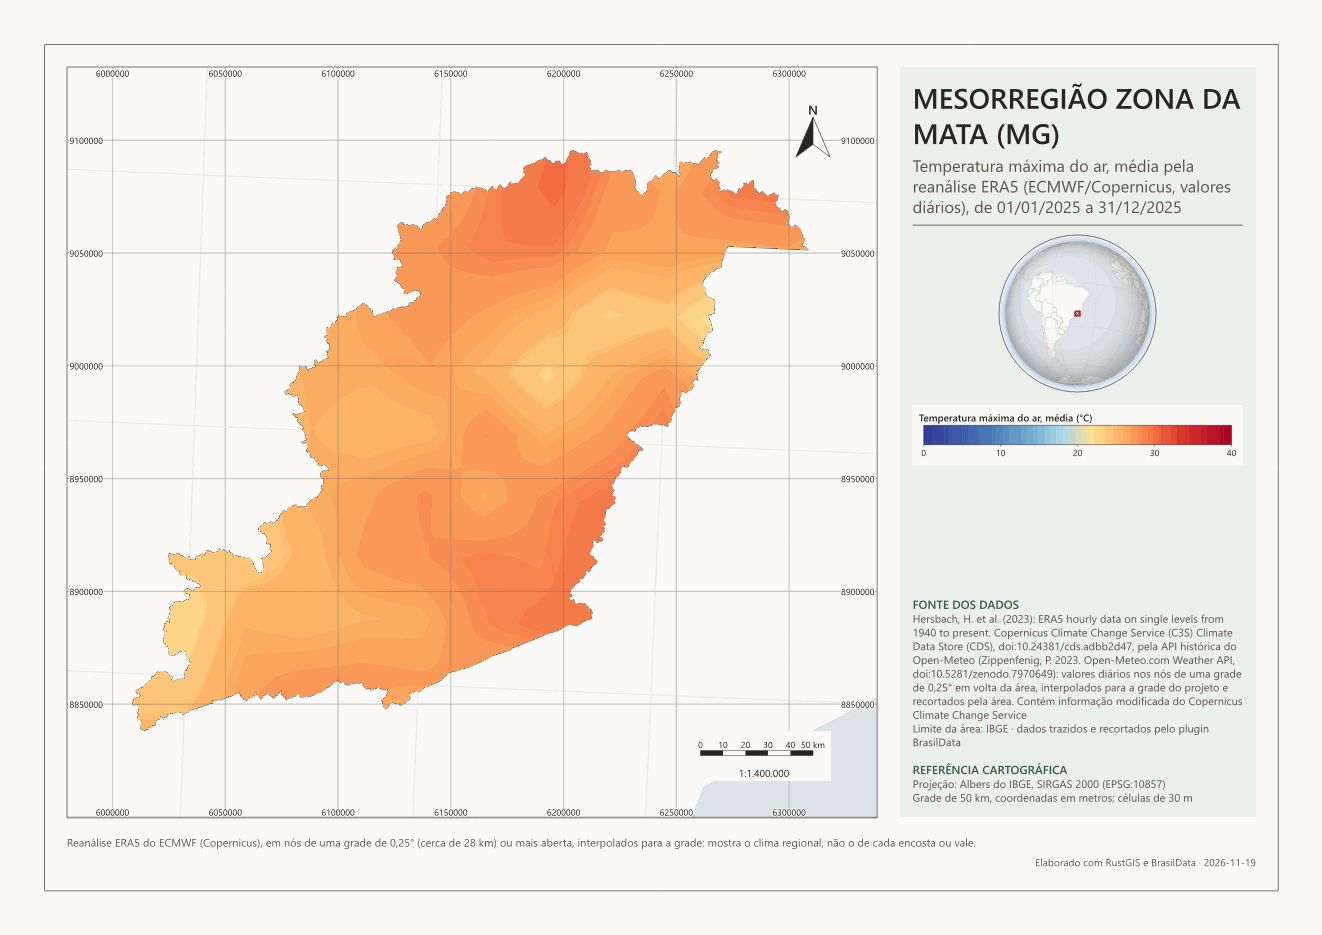 6000000 6050000 6100000 6150000 6200000 6250000 6300000
N
9100000 9100000
9050000 9050000
9000000 9000000
8950000 8950000
8900000 8900000
8850000 8850000
0 10 20 30 40 50 km
1:1.400.000
6000000 6050000 6100000 6150000 6200000 6250000 6300000
MESORREGIÃO ZONA DA
MATA (MG)
Temperatura máxima do ar, média pela
reanálise ERA5 (ECMWF/Copernicus, valores
diários), de 01/01/2025 a 31/12/2025
Temperatura máxima do ar, média (°C)
0 10 20 30 40
FONTE DOS DADOS
Hersbach, H. et al. (2023): ERA5 hourly data on single levels from
1940 to present. Copernicus Climate Change Service (C3S) Climate
Data Store (CDS), doi:10.24381/cds.adbb2d47, pela API histórica do
Open-Meteo (Zippenfenig, P. 2023. Open-Meteo.com Weather API,
doi:10.5281/zenodo.7970649): valores diários nos nós de uma grade
de 0,25° em volta da área, interpolados para a grade do projeto e
recortados pela área. Contém informação modificada do Copernicus
Climate Change Service
Limite da área: IBGE · dados trazidos e recortados pelo plugin
BrasilData
REFERÊNCIA CARTOGRÁFICA
Projeção: Albers do IBGE, SIRGAS 2000 (EPSG:10857)
Grade de 50 km, coordenadas em metros; células de 30 m
Reanálise ERA5 do ECMWF (Copernicus), em nós de uma grade de 0,25° (cerca de 28 km) ou mais aberta, interpolados para a grade: mostra o clima regional, não o de cada encosta ou vale.
Elaborado com RustGIS e BrasilData · 2026-11-19